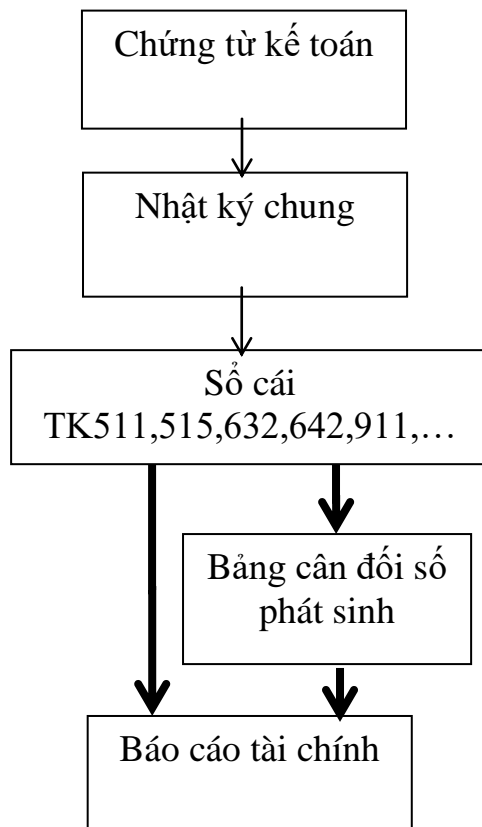 Chứng từ kế toán
Nhật ký chung
Sổ cái
TK511,515,632,642,911,…
Bảng cân đối số
phát sinh
Báo cáo tài chính